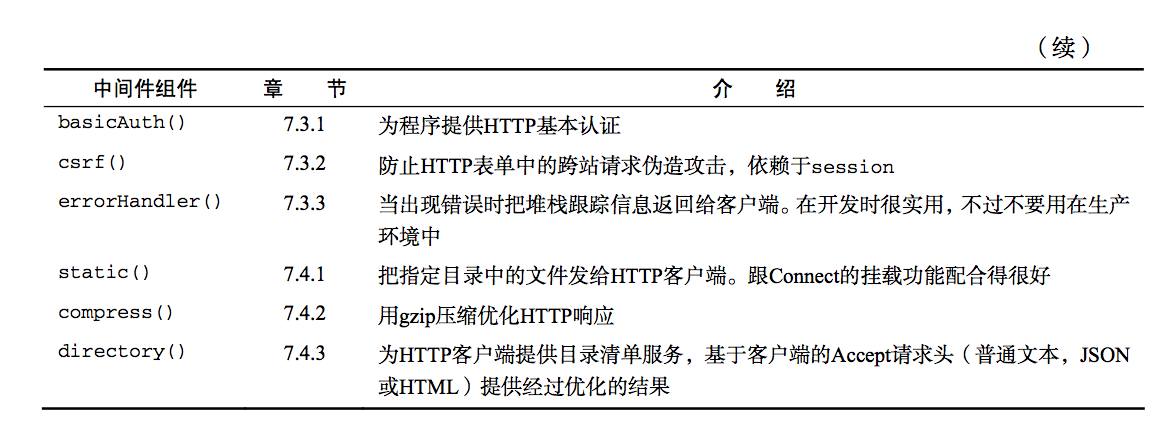 （续）
中间件组件 章 节 介 绍
basicAuth() 7.3.1 为程序提供HTTP基本认证
csrf() 7.3.2 防止HTTP表单中的跨站请求伪造攻击，依赖于session
errorHandler() 7.3.3 当出现错误时把堆栈跟踪信息返回给客户端。在开发时很实用，不过不要用在生产
环境中
static() 7.4.1 把指定目录中的文件发给HTTP客户端。跟Connect的挂载功能配合得很好
compress() 7.4.2 用gzip压缩优化HTTP响应
directory() 7.4.3 为HTTP客户端提供目录清单服务，基于客户端的Accept请求头（普通文本，JSON
或HTML）提供经过优化的结果